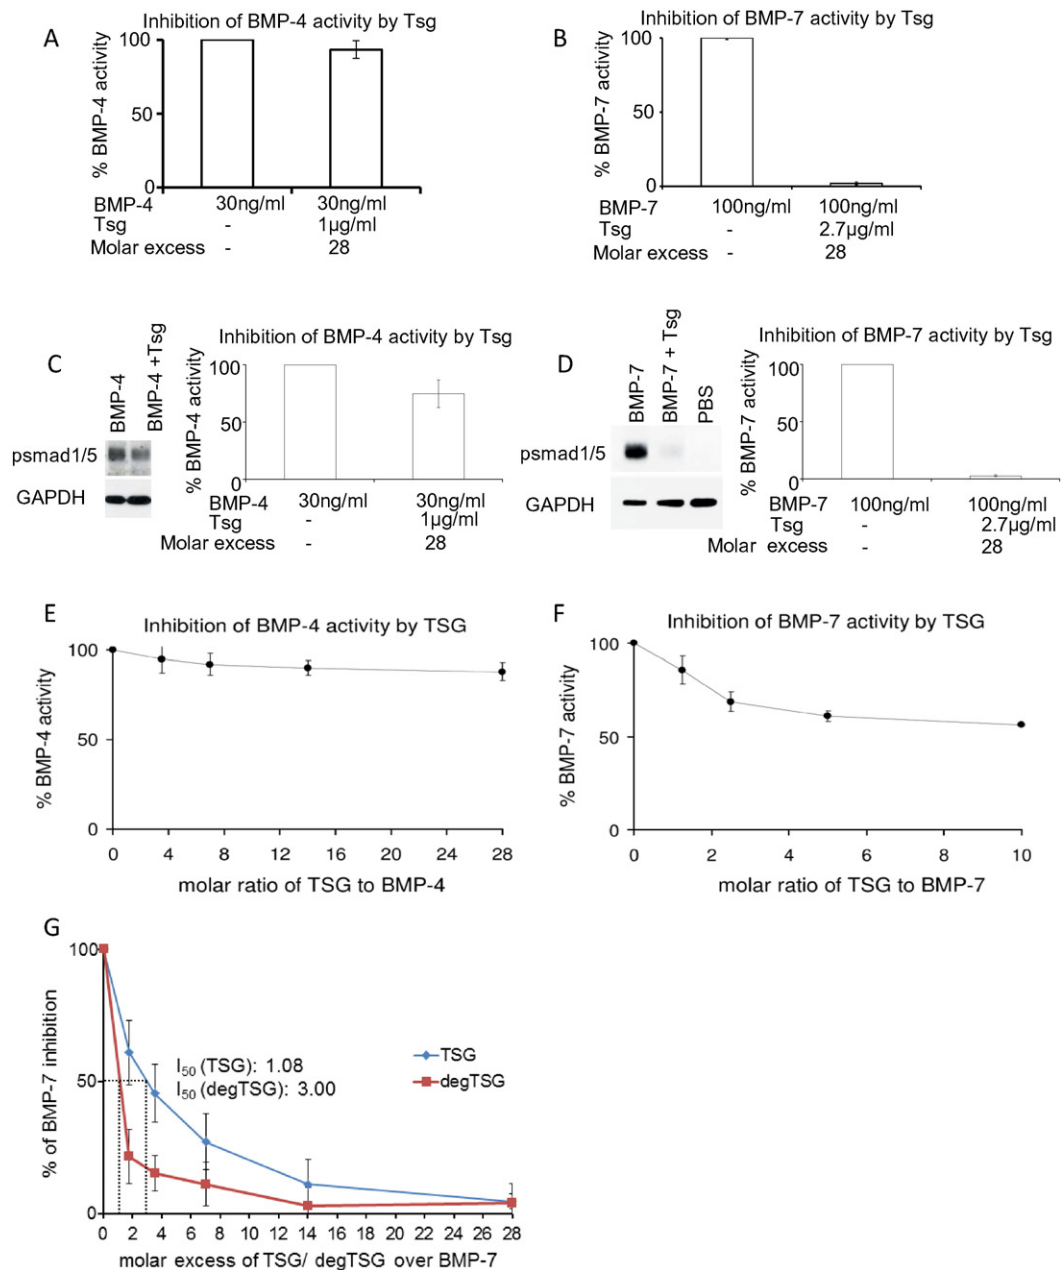 A
Inhibition of BMP-4 activity by Tsg
% BMP-4 activity
100
50
0
BMP-4 30ng/ml 30ng/ml
Tsg - 1µg/ml
Molar excess - 28
B
Inhibition of BMP-7 activity by Tsg
% BMP-7 activity
100
50
0
BMP-7 100ng/ml 100ng/ml
Tsg - 2.7µg/ml
Molar excess - 28
C
BMP-4
BMP-4 +Tsg
psmad1/5
GAPDH
Inhibition of BMP-4 activity by Tsg
% BMP-4 activity
100
50
0
BMP-4 30ng/ml 30ng/ml
Tsg - 1µg/ml
Molar excess - 28
D
BMP-7
BMP-7 + Tsg
PBS
psmad1/5
GAPDH
Inhibition of BMP-7 activity by Tsg
% BMP-7 activity
100
50
0
BMP-7 100ng/ml 100ng/ml
Tsg - 2.7µg/ml
Molar excess - 28
E
Inhibition of BMP-4 activity by TSG
% BMP-4 activity
100
50
0
0 4 8 12 16 20 24 28
molar ratio of TSG to BMP-4
F
Inhibition of BMP-7 activity by TSG
% BMP-7 activity
100
50
0
0 2 4 6 8 10
molar ratio of TSG to BMP-7
G
% of BMP-7 inhibition
100
50
0
I50 (TSG): 1.08
I50 (degTSG): 3.00
TSG
degTSG
0 2 4 6 8 10 12 14 16 18 20 22 24 26 28
molar excess of TSG/ degTSG over BMP-7